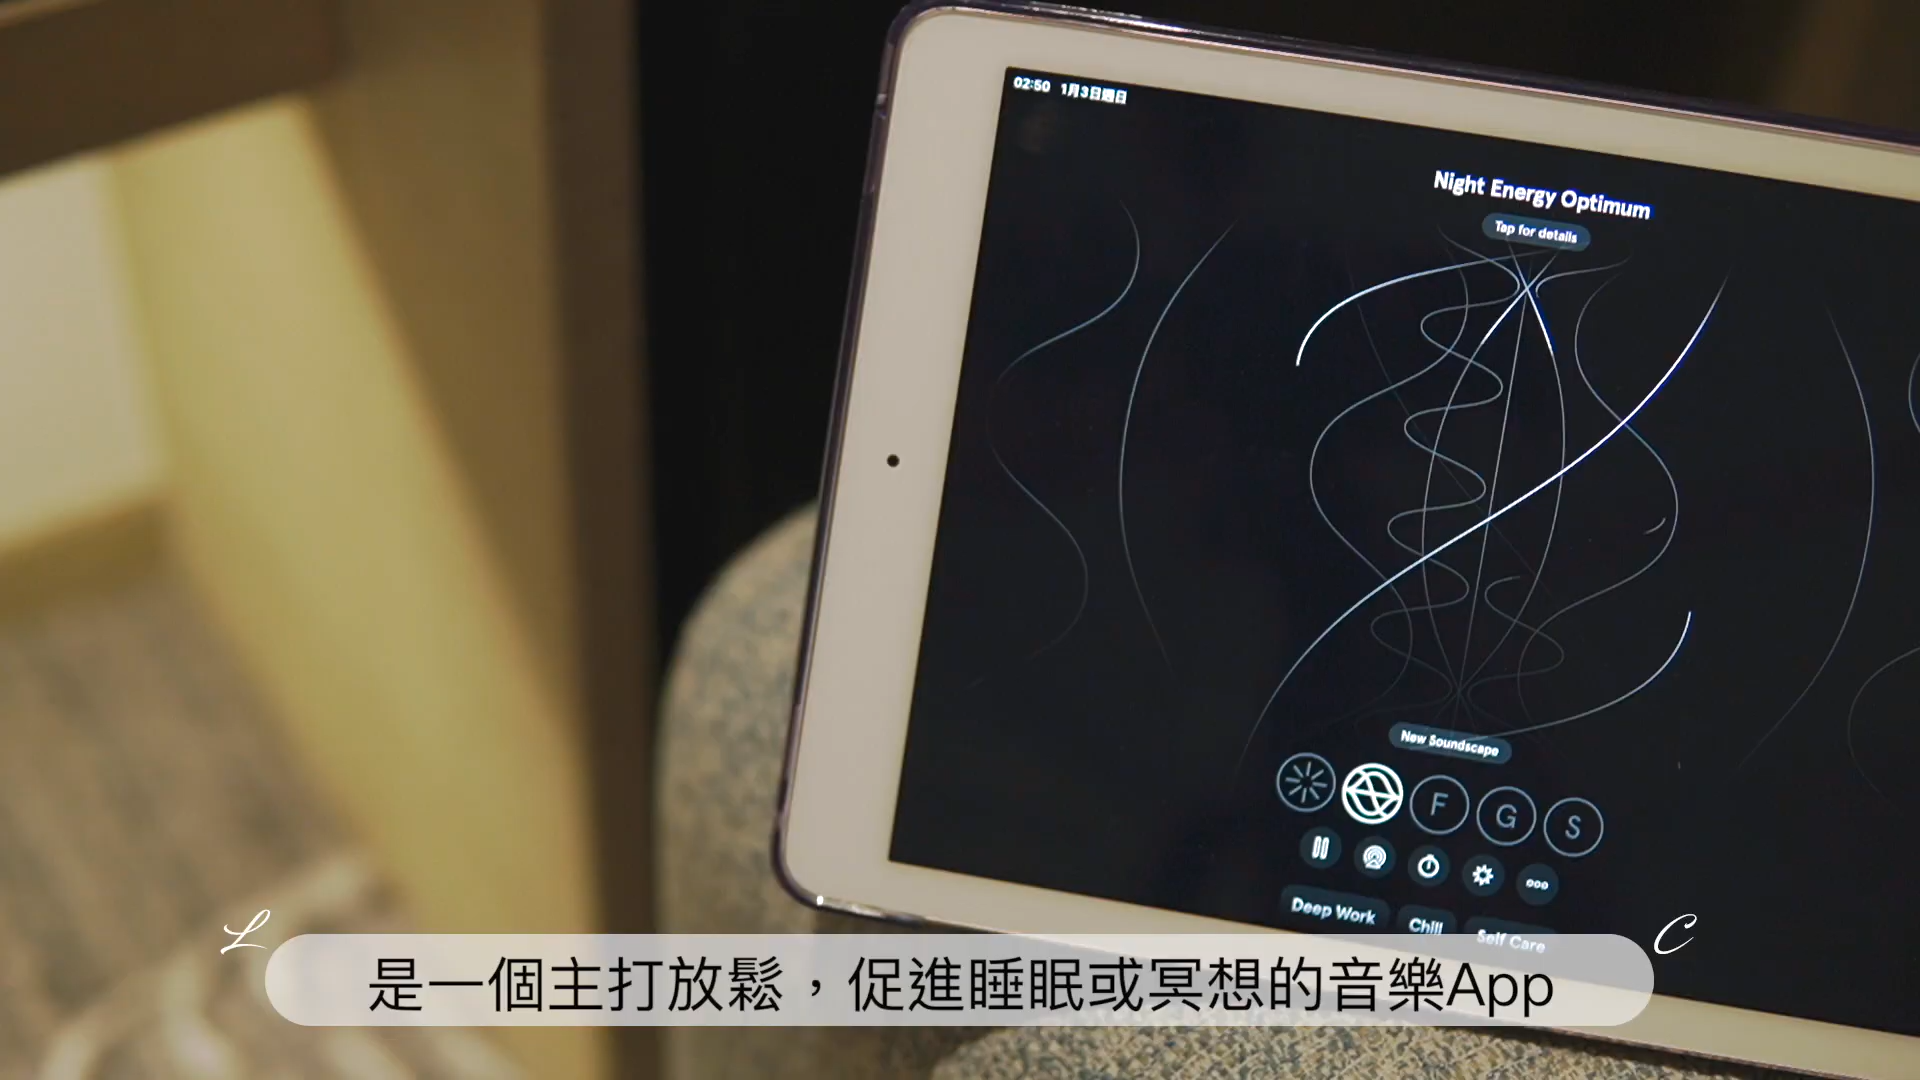 02:50 1月3日週日
Night Energy Optimum
Tap for details
New Soundscape
F G S
Deep Work Chill Self Care
L C
是一個主打放鬆，促進睡眠或冥想的音樂App